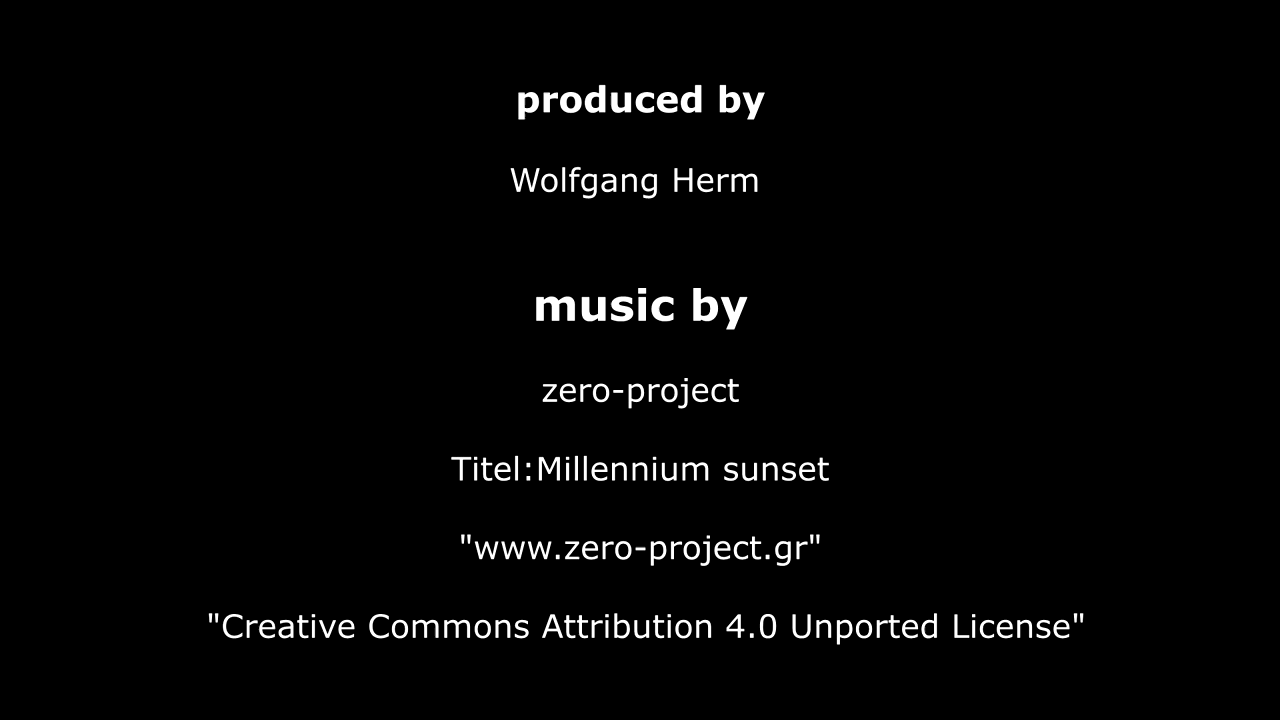 produced by
Wolfgang Herm
music by
zero-project
Titel:Millennium sunset
"www.zero-project.gr"
"Creative Commons Attribution 4.0 Unported License"